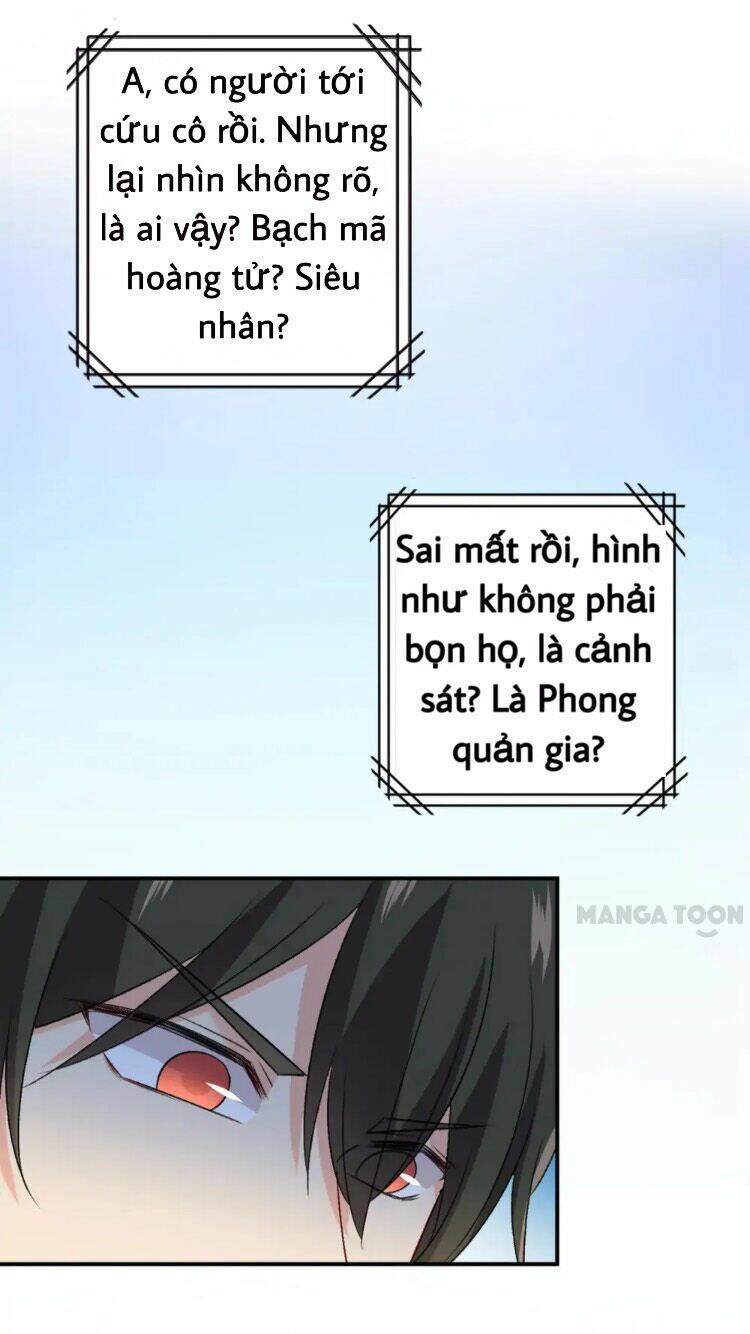 A, có người tới
cứu cô rồi. Nhưng
lại nhìn không rõ,
là ai vậy? Bạch mã
hoàng tử? Siêu
nhân?
Sai mất rồi, hình
như không phải
bọn họ, là cảnh
sát? Là Phong
quản gia?
MANGA TOON